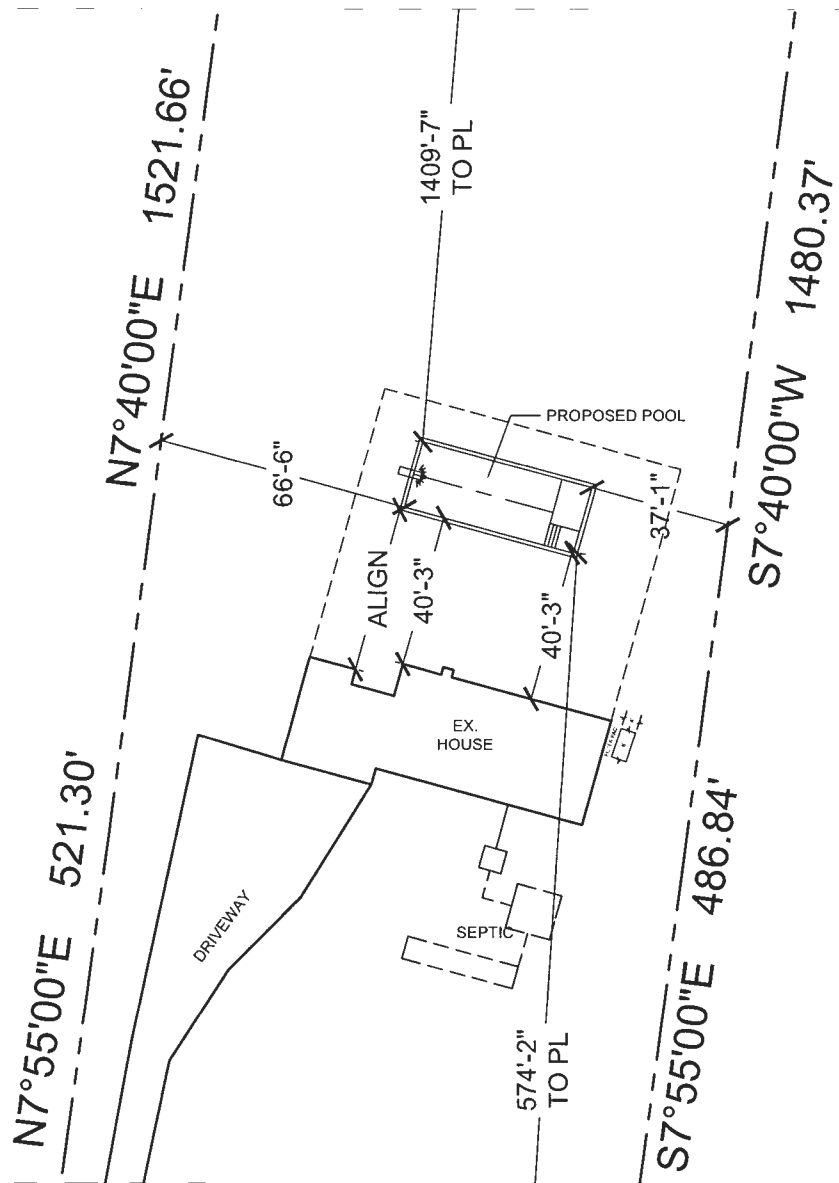 N7°40'00"E 1521.66'
1409'-7"
TO PL
S7°40'00"W 1480.37'
66'-6"
PROPOSED POOL
37'-1"
ALIGN
40'-3"
40'-3"
EX.
HOUSE
N7°55'00"E 521.30'
DRIVEWAY
SEPTIC
574'-2"
TO PL
S7°55'00"E 486.84'